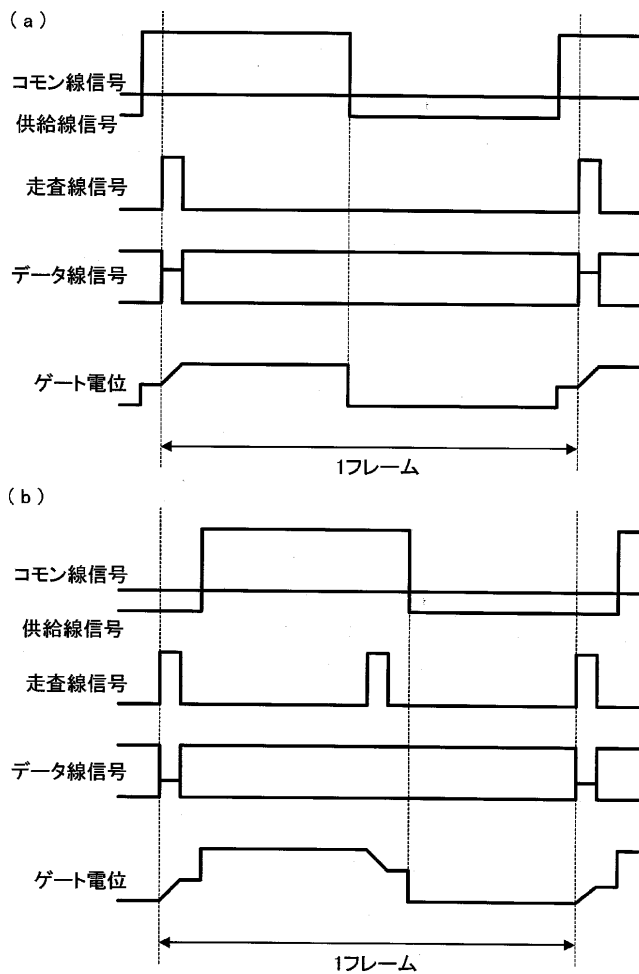 (a)
コモン線信号
供給線信号
走査線信号
データ線信号
ゲート電位
1フレーム
(b)
コモン線信号
供給線信号
走査線信号
データ線信号
ゲート電位
1フレーム